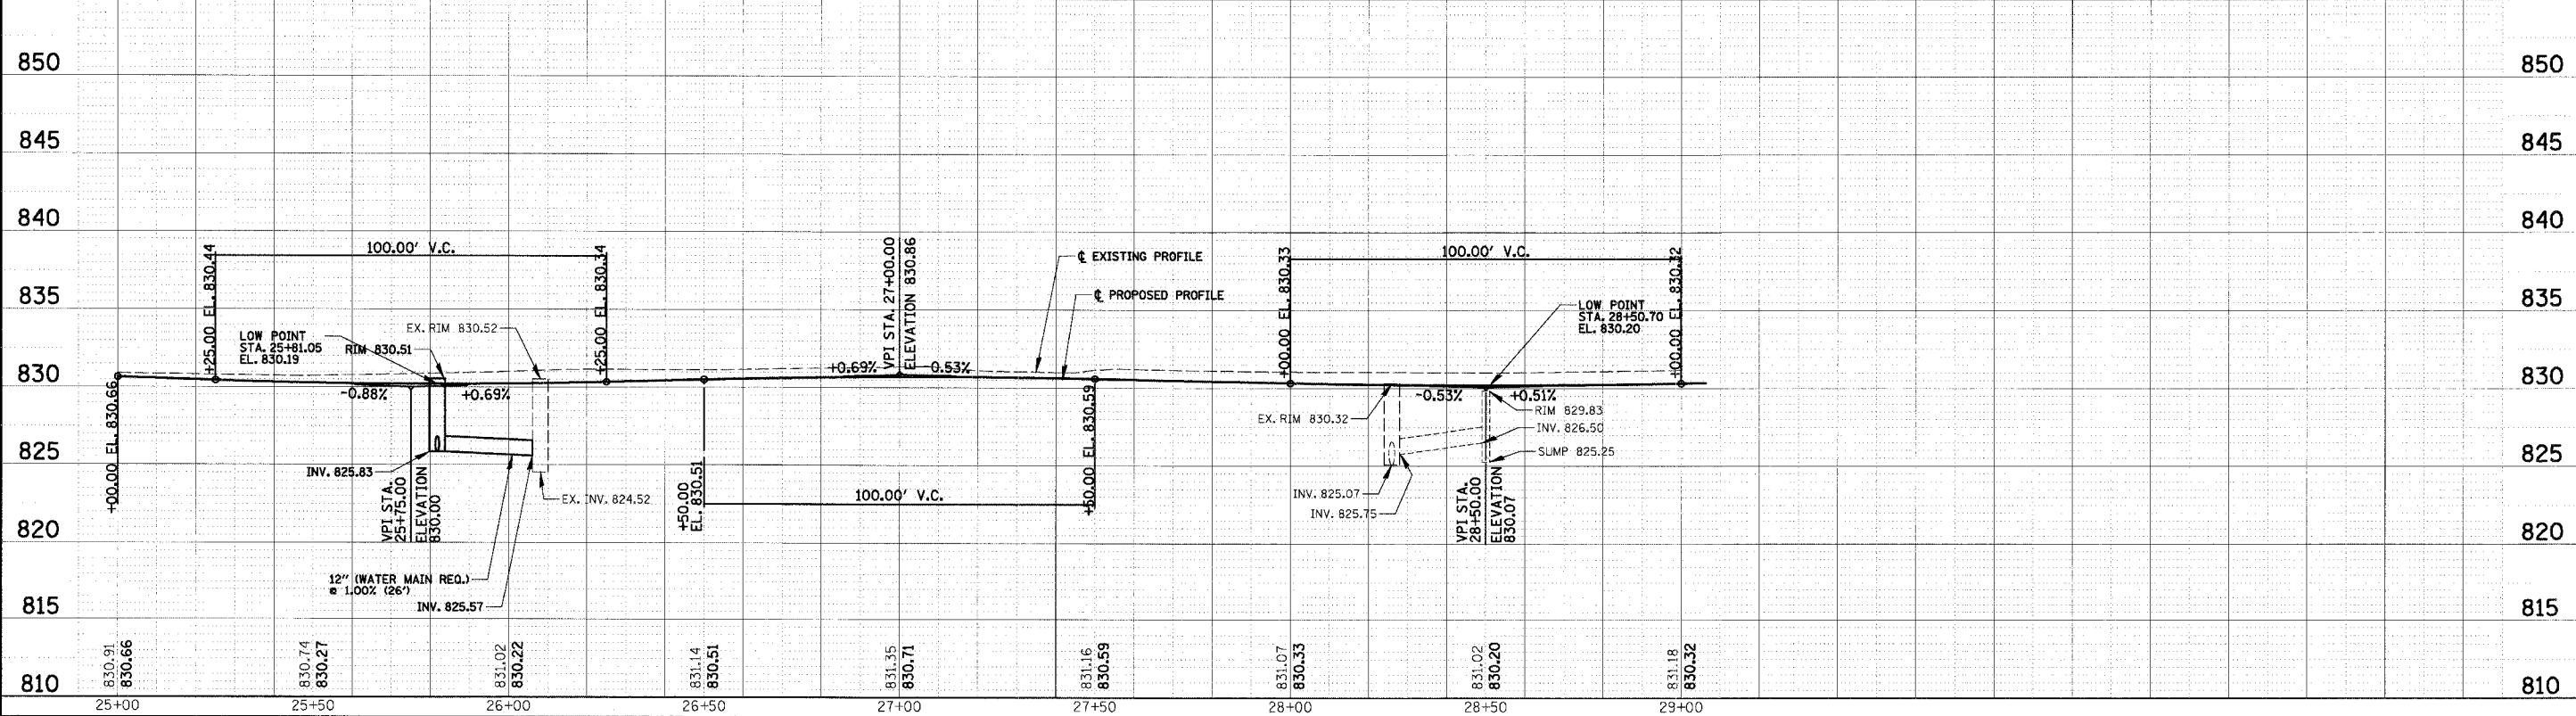 850
850
845
845
840
840
835
835
830
830
825
825
820
820
815
815
810
810
+00.00 EL. 830.66
+25.00 EL. 830.44
100.00' V.C.
+25.00 EL. 830.34
LOW POINT
STA. 25+81.05
EL. 830.19
RIM 830.51
EX. RIM 830.52
-0.88%
+0.69%
INV. 825.83
VPI STA.
25+75.00
ELEVATION
830.00
EX. INV. 824.52
12" (WATER MAIN REQ.)
@ 1.00% (26')
INV. 825.57
+50.00
EL. 830.51
100.00' V.C.
+50.00 EL. 830.59
+0.69%
VPI STA. 27+00.00
ELEVATION 830.86
-0.53%
℄ EXISTING PROFILE
℄ PROPOSED PROFILE
+00.00 EL. 830.33
100.00' V.C.
+00.00 EL. 830.32
LOW POINT
STA. 28+50.70
EL. 830.20
EX. RIM 830.32
-0.53%
+0.51%
RIM 829.83
INV. 826.50
SUMP 825.25
INV. 825.07
INV. 825.75
VPI STA.
28+50.00
ELEVATION
830.07
830.91
830.66
830.74
830.27
831.02
830.22
831.14
830.51
831.35
830.71
831.16
830.59
831.07
830.33
831.02
830.20
831.18
830.32
25+00
25+50
26+00
26+50
27+00
27+50
28+00
28+50
29+00